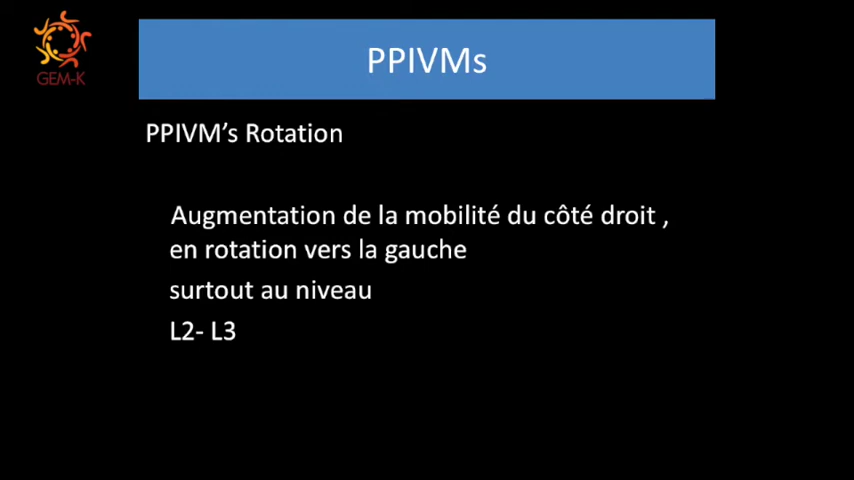 GEM-K
PPIVMs
PPIVM’s Rotation
Augmentation de la mobilité du côté droit ,
en rotation vers la gauche
surtout au niveau
L2- L3